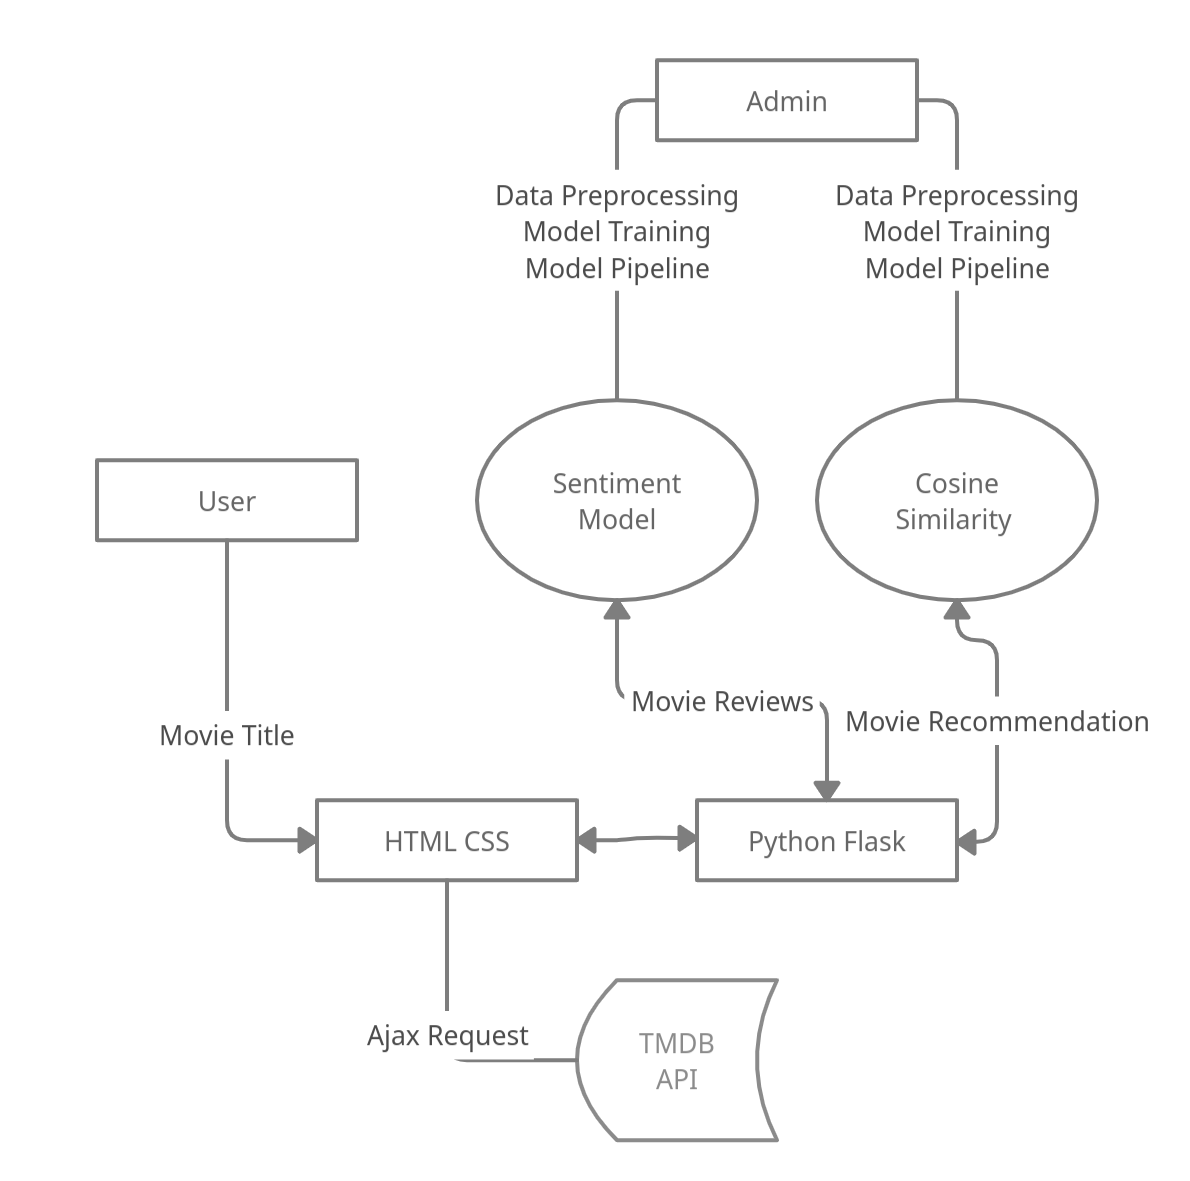 Admin
Data Preprocessing
Model Training
Model Pipeline
Data Preprocessing
Model Training
Model Pipeline
Sentiment
Model
Cosine
Similarity
User
Movie Reviews
Movie Recommendation
Movie Title
HTML CSS
Python Flask
Ajax Request
TMDB
API